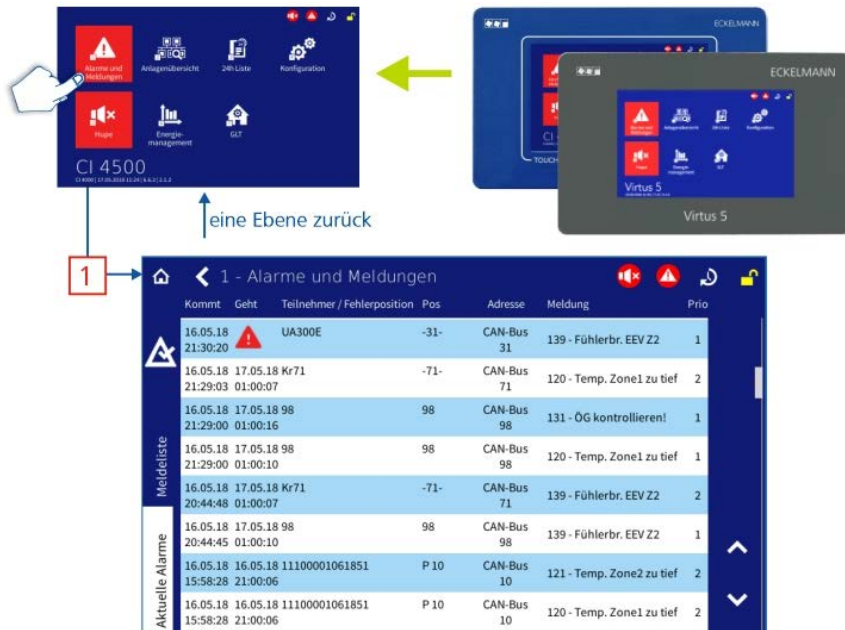 Alarme und
Meldungen
Anlagenübersicht
24h Liste
Konfiguration
Hupe
Energie-
management
GLT
CI 4500
eine Ebene zurück
ECKELMANN
TOUCH
ECKELMANN
Konfiguration
Hupe
Energie-
management
GLT
Virtus 5
Virtus 5
1
1 - Alarme und Meldungen
Kommt Geht Teilnehmer / Fehlerposition Pos Adresse Meldung Prio
16.05.18 UA300E -31- CAN-Bus 139 - Fühlerbr. EEV Z2 1
21:30:20 31
16.05.18 17.05.18 Kr71 -71- CAN-Bus 120 - Temp. Zone1 zu tief 2
21:29:03 01:00:07 71
16.05.18 17.05.18 98 98 CAN-Bus 131 - ÖG kontrollieren! 1
21:29:00 01:00:16 98
16.05.18 17.05.18 98 98 CAN-Bus 120 - Temp. Zone1 zu tief 1
21:29:00 01:00:10 98
16.05.18 17.05.18 Kr71 -71- CAN-Bus 139 - Fühlerbr. EEV Z2 2
20:44:48 01:00:07 71
16.05.18 17.05.18 98 98 CAN-Bus 139 - Fühlerbr. EEV Z2 1
20:44:45 01:00:10 98
16.05.18 16.05.18 11100001061851 P 10 CAN-Bus 121 - Temp. Zone2 zu tief 2
15:58:28 21:00:06 10
16.05.18 16.05.18 11100001061851 P 10 CAN-Bus 120 - Temp. Zone1 zu tief 2
15:58:28 21:00:06 10
Meldeliste
Aktuelle Alarme